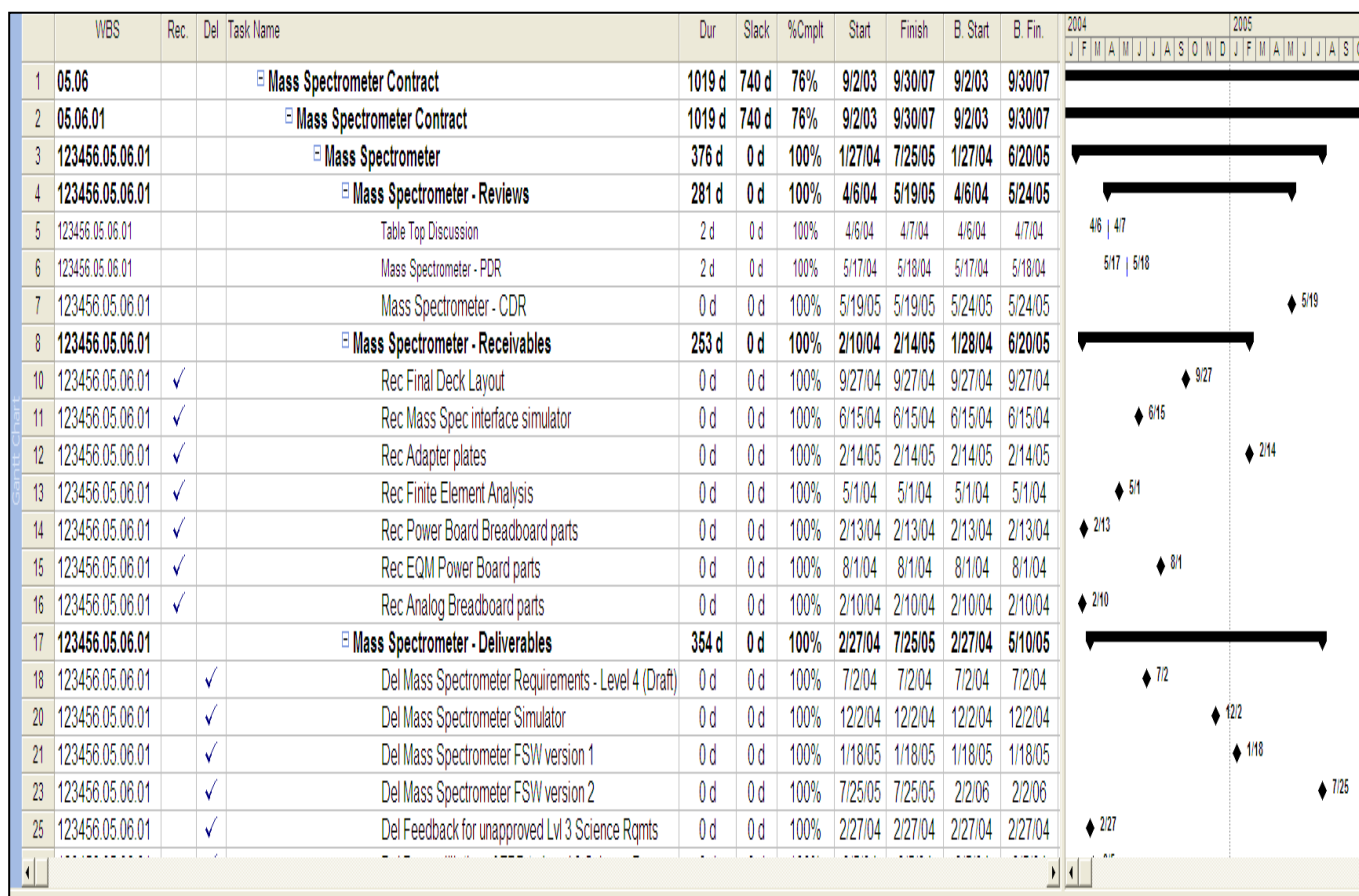 WBS Rec. Del Task Name Dur Slack %Cmplt Start Finish B. Start B. Fin. 2004 2005
J F M A M J J A S O N D J F M A M J J A S O
1 05.06 Mass Spectrometer Contract 1019 d 740 d 76% 9/2/03 9/30/07 9/2/03 9/30/07
2 05.06.01 Mass Spectrometer Contract 1019 d 740 d 76% 9/2/03 9/30/07 9/2/03 9/30/07
3 123456.05.06.01 Mass Spectrometer 376 d 0 d 100% 1/27/04 7/25/05 1/27/04 6/20/05
4 123456.05.06.01 Mass Spectrometer - Reviews 281 d 0 d 100% 4/6/04 5/19/05 4/6/04 5/24/05
5 123456.05.06.01 Table Top Discussion 2 d 0 d 100% 4/6/04 4/7/04 4/6/04 4/7/04 4/6 4/7
6 123456.05.06.01 Mass Spectrometer - PDR 2 d 0 d 100% 5/17/04 5/18/04 5/17/04 5/18/04 5/17 5/18
7 123456.05.06.01 Mass Spectrometer - CDR 0 d 0 d 100% 5/19/05 5/19/05 5/24/05 5/24/05 5/19
8 123456.05.06.01 Mass Spectrometer - Receivables 253 d 0 d 100% 2/10/04 2/14/05 1/28/04 6/20/05
10 123456.05.06.01 ✓ Rec Final Deck Layout 0 d 0 d 100% 9/27/04 9/27/04 9/27/04 9/27/04 9/27
11 123456.05.06.01 ✓ Rec Mass Spec interface simulator 0 d 0 d 100% 6/15/04 6/15/04 6/15/04 6/15/04 6/15
12 123456.05.06.01 ✓ Rec Adapter plates 0 d 0 d 100% 2/14/05 2/14/05 2/14/05 2/14/05 2/14
13 123456.05.06.01 ✓ Rec Finite Element Analysis 0 d 0 d 100% 5/1/04 5/1/04 5/1/04 5/1/04 5/1
14 123456.05.06.01 ✓ Rec Power Board Breadboard parts 0 d 0 d 100% 2/13/04 2/13/04 2/13/04 2/13/04 2/13
15 123456.05.06.01 ✓ Rec EQM Power Board parts 0 d 0 d 100% 8/1/04 8/1/04 8/1/04 8/1/04 8/1
16 123456.05.06.01 ✓ Rec Analog Breadboard parts 0 d 0 d 100% 2/10/04 2/10/04 2/10/04 2/10/04 2/10
17 123456.05.06.01 Mass Spectrometer - Deliverables 354 d 0 d 100% 2/27/04 7/25/05 2/27/04 5/10/05
18 123456.05.06.01 ✓ Del Mass Spectrometer Requirements - Level 4 (Draft) 0 d 0 d 100% 7/2/04 7/2/04 7/2/04 7/2/04 7/2
20 123456.05.06.01 ✓ Del Mass Spectrometer Simulator 0 d 0 d 100% 12/2/04 12/2/04 12/2/04 12/2/04 12/2
21 123456.05.06.01 ✓ Del Mass Spectrometer FSW version 1 0 d 0 d 100% 1/18/05 1/18/05 1/18/05 1/18/05 1/18
23 123456.05.06.01 ✓ Del Mass Spectrometer FSW version 2 0 d 0 d 100% 7/25/05 7/25/05 2/2/06 2/2/06 7/25
25 123456.05.06.01 ✓ Del Feedback for unapproved Lvl 3 Science Rqmts 0 d 0 d 100% 2/27/04 2/27/04 2/27/04 2/27/04 2/27
Gantt Chart